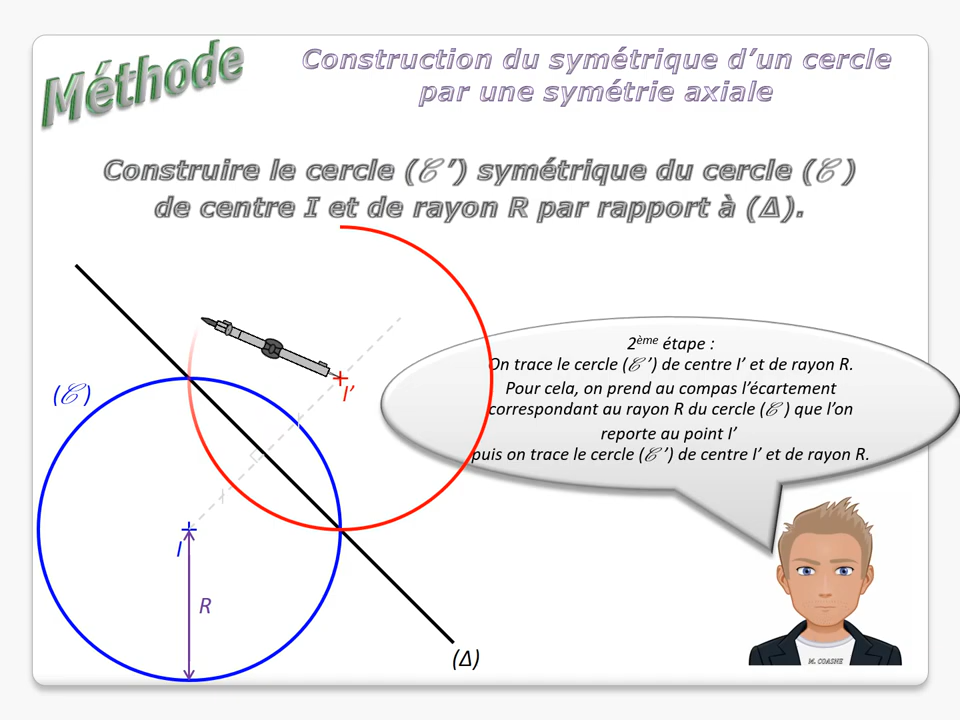 Méthode
Construction du symétrique d’un cercle
par une symétrie axiale
Construire le cercle (𝒞 ’) symétrique du cercle (𝒞 )
de centre I et de rayon R par rapport à (Δ).
2ème étape :
On trace le cercle (𝒞 ’) de centre I’ et de rayon R.
Pour cela, on prend au compas l’écartement
correspondant au rayon R du cercle (𝒞 ) que l’on
reporte au point I’
puis on trace le cercle (𝒞 ’) de centre I’ et de rayon R.
(𝒞 )
I’
I
R
(Δ)
M. COASNE